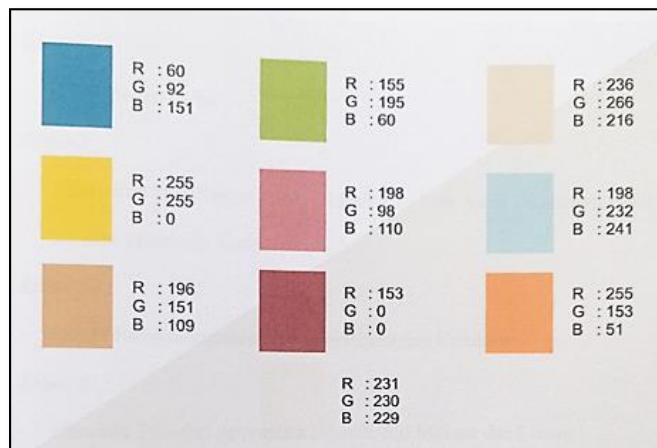 R : 60
G : 92
B : 151
R : 155
G : 195
B : 60
R : 236
G : 266
B : 216
R : 255
G : 255
B : 0
R : 198
G : 98
B : 110
R : 198
G : 232
B : 241
R : 196
G : 151
B : 109
R : 153
G : 0
B : 0
R : 255
G : 153
B : 51
R : 231
G : 230
B : 229